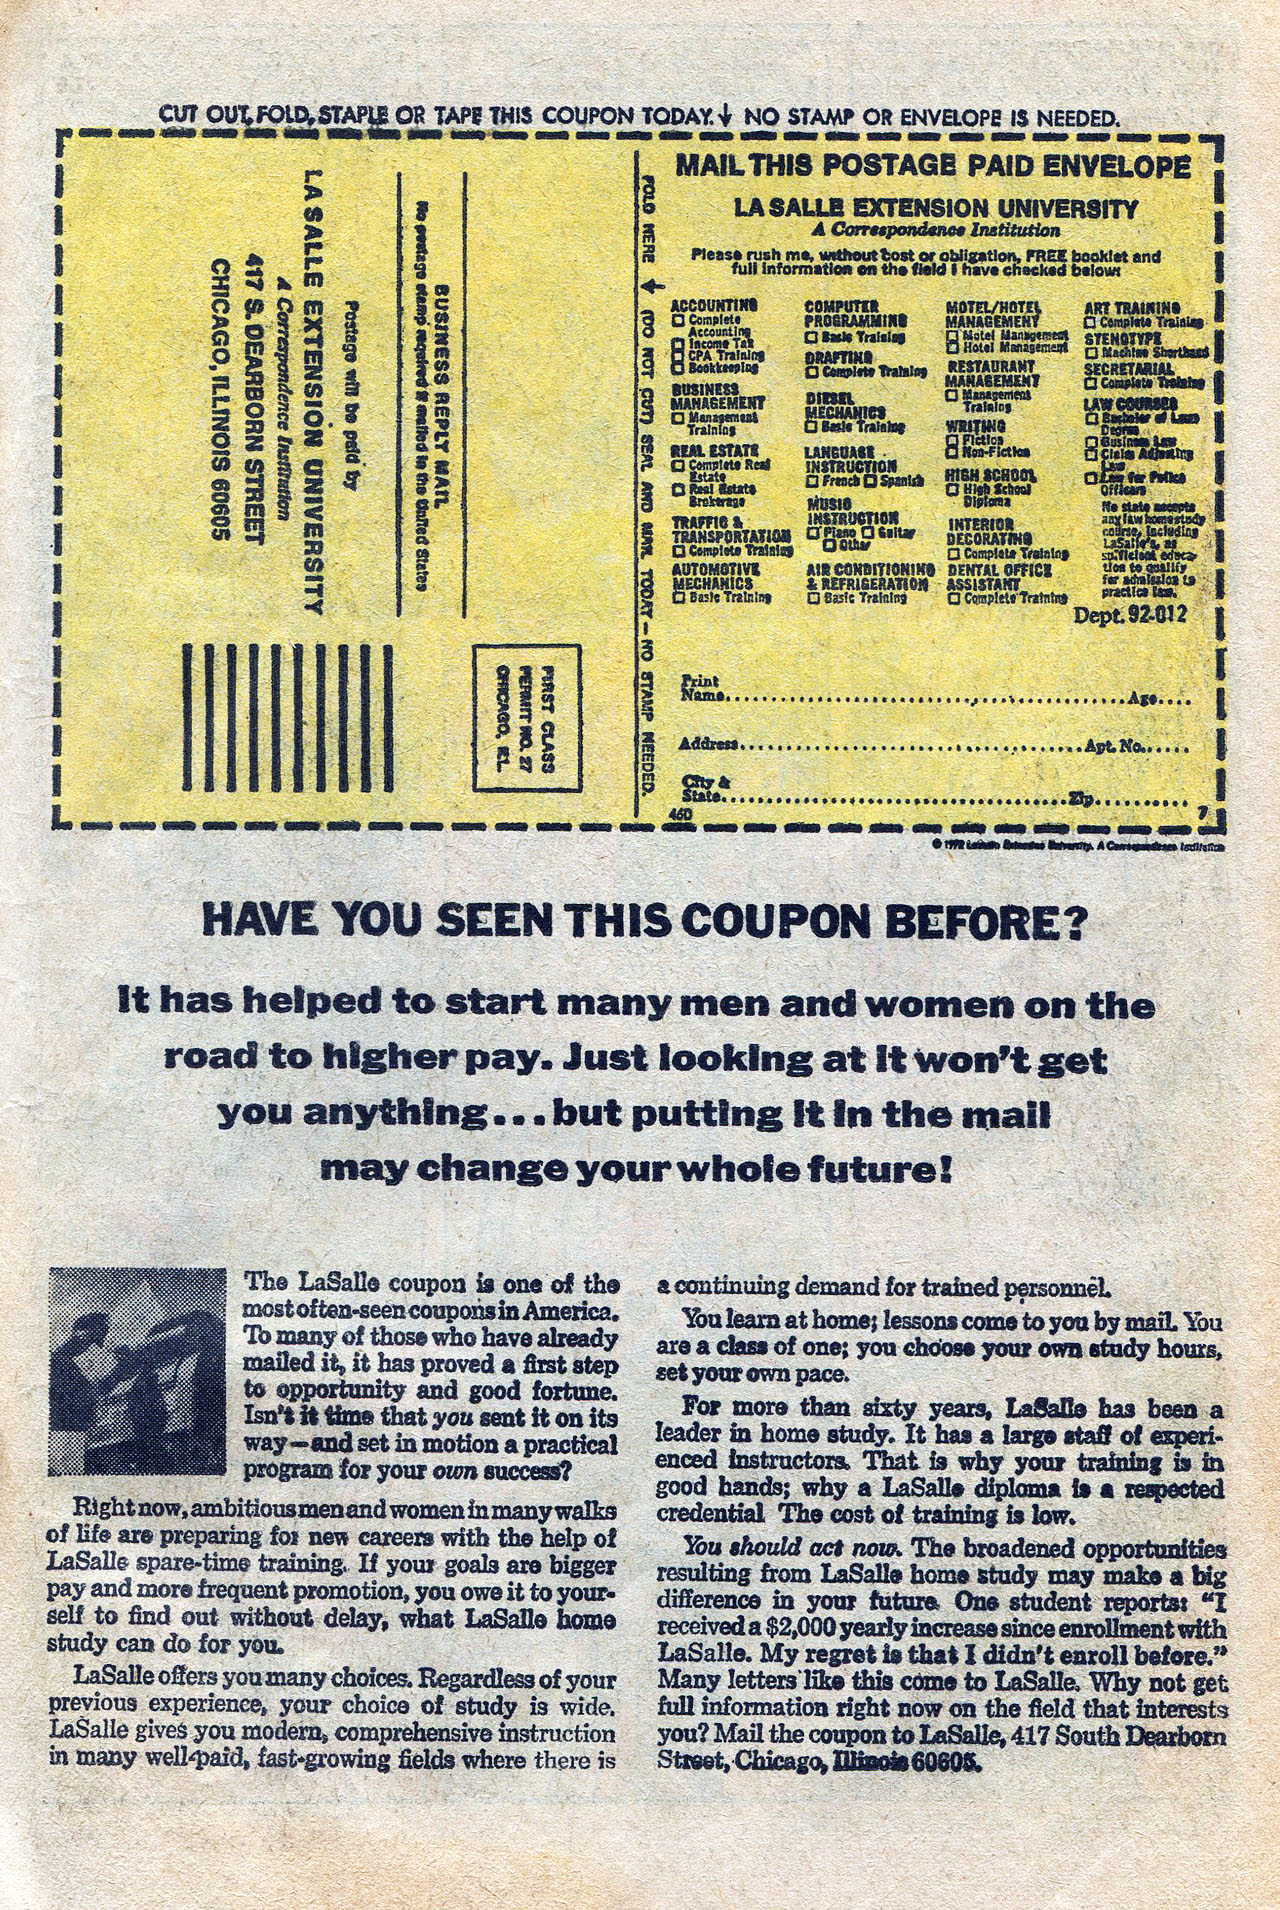 CUT OUT, FOLD, STAPLE OR TAPE THIS COUPON TODAY. ↓ NO STAMP OR ENVELOPE IS NEEDED.
FIRST CLASS
PERMIT NO. 27
CHICAGO, ILL.
BUSINESS REPLY MAIL
No postage stamp required if mailed in the United States
Postage will be paid by
LA SALLE EXTENSION UNIVERSITY
A Correspondence Institution
417 S. DEARBORN STREET
CHICAGO, ILLINOIS 60605
FOLD HERE (DO NOT CUT) SEAL AND MAIL TODAY—NO STAMP NEEDED.
MAIL THIS POSTAGE PAID ENVELOPE
LA SALLE EXTENSION UNIVERSITY
A Correspondence Institution
Please rush me, without cost or obligation, FREE booklet and
full information on the field I have checked below:
ACCOUNTING
☐ Complete
Accounting
☐ Income Tax
☐ CPA Training
☐ Bookkeeping
BUSINESS
MANAGEMENT
☐ Management
Training
REAL ESTATE
☐ Complete Real
Estate
☐ Real Estate
Brokerage
TRAFFIC &
TRANSPORTATION
☐ Complete Training
AUTOMOTIVE
MECHANICS
☐ Basic Training
COMPUTER
PROGRAMMING
☐ Basic Training
DRAFTING
☐ Complete Training
DIESEL
MECHANICS
☐ Basic Training
LANGUAGE
INSTRUCTION
☐ French ☐ Spanish
MUSIC
INSTRUCTION
☐ Piano ☐ Guitar
☐ Other
AIR CONDITIONING
& REFRIGERATION
☐ Basic Training
MOTEL/HOTEL
MANAGEMENT
☐ Motel Management
☐ Hotel Management
RESTAURANT
MANAGEMENT
☐ Management
Training
WRITING
☐ Fiction
☐ Non-Fiction
HIGH SCHOOL
☐ High School
Diploma
INTERIOR
DECORATING
☐ Complete Training
DENTAL OFFICE
ASSISTANT
☐ Complete Training
ART TRAINING
☐ Complete Training
STENOTYPE
☐ Machine Shorthand
SECRETARIAL
☐ Complete Training
LAW COURSES
☐ Bachelor of Laws
Degree
☐ Business Law
☐ Claim Adjusting
Law
☐ Law for Police
Officers
No state accepts
any law home study
course, including
LaSalle's, as
sufficient educa-
tion to qualify
for admission to
practice law.
Dept. 92-012
Print
Name Age
Address Apt. No.
City &
State Zip
460 7
© 1972 LaSalle Extension University. A Correspondence Institution
HAVE YOU SEEN THIS COUPON BEFORE?
It has helped to start many men and women on the
road to higher pay. Just looking at it won't get
you anything...but putting it in the mail
may change your whole future!
The LaSalle coupon is one of the
most often-seen coupons in America.
To many of those who have already
mailed it, it has proved a first step
to opportunity and good fortune.
Isn't it time that you sent it on its
way—and set in motion a practical
program for your own success?
Right now, ambitious men and women in many walks
of life are preparing for new careers with the help of
LaSalle spare-time training. If your goals are bigger
pay and more frequent promotion, you owe it to your-
self to find out without delay, what LaSalle home
study can do for you.
LaSalle offers you many choices. Regardless of your
previous experience, your choice of study is wide.
LaSalle gives you modern, comprehensive instruction
in many well-paid, fast-growing fields where there is
a continuing demand for trained personnel.
You learn at home; lessons come to you by mail. You
are a class of one; you choose your own study hours,
set your own pace.
For more than sixty years, LaSalle has been a
leader in home study. It has a large staff of experi-
enced instructors. That is why your training is in
good hands; why a LaSalle diploma is a respected
credential. The cost of training is low.
You should act now. The broadened opportunities
resulting from LaSalle home study may make a big
difference in your future. One student reports: "I
received a $2,000 yearly increase since enrollment with
LaSalle. My regret is that I didn't enroll before."
Many letters like this come to LaSalle. Why not get
full information right now on the field that interests
you? Mail the coupon to LaSalle, 417 South Dearborn
Street, Chicago, Illinois 60605.